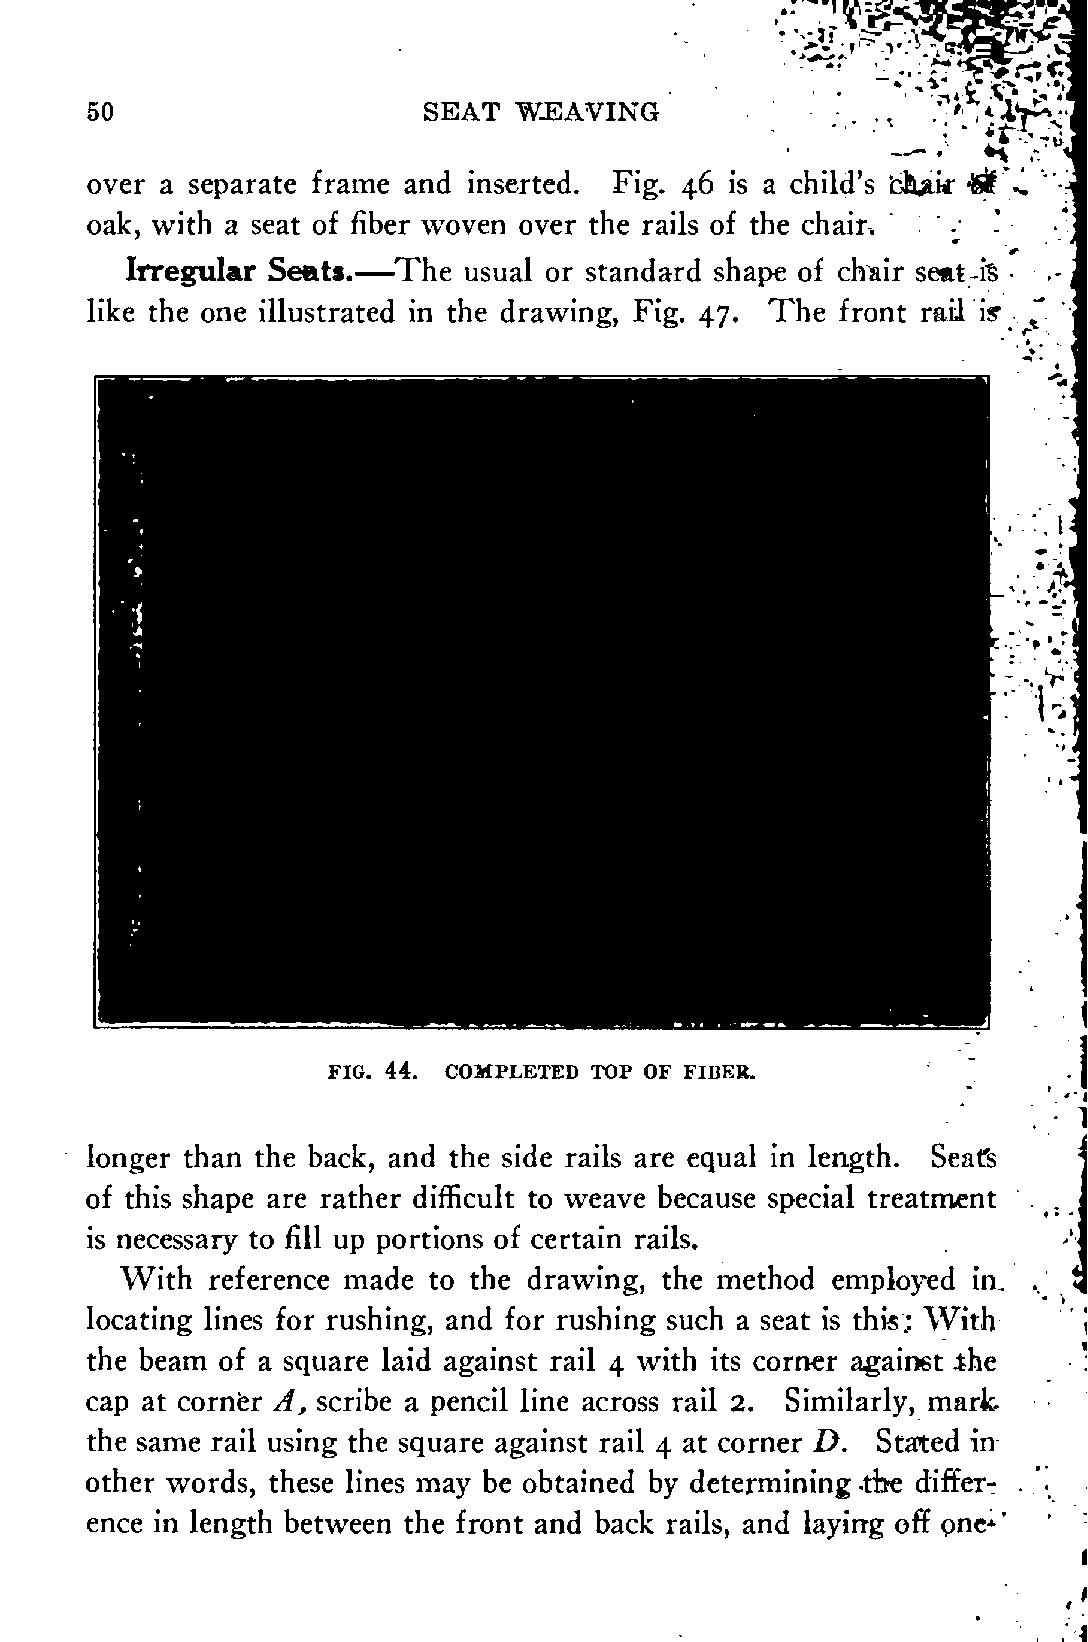 50 SEAT WEAVING
over a separate frame and inserted. Fig. 46 is a child's chair of
oak, with a seat of fiber woven over the rails of the chair.
Irregular Seats.—The usual or standard shape of chair seat is
like the one illustrated in the drawing, Fig. 47. The front rail is
FIG. 44. COMPLETED TOP OF FIBER.
longer than the back, and the side rails are equal in length. Seats
of this shape are rather difficult to weave because special treatment
is necessary to fill up portions of certain rails.
With reference made to the drawing, the method employed in
locating lines for rushing, and for rushing such a seat is this: With
the beam of a square laid against rail 4 with its corner against the
cap at corner A, scribe a pencil line across rail 2. Similarly, mark
the same rail using the square against rail 4 at corner D. Stated in
other words, these lines may be obtained by determining the differ-
ence in length between the front and back rails, and laying off one-